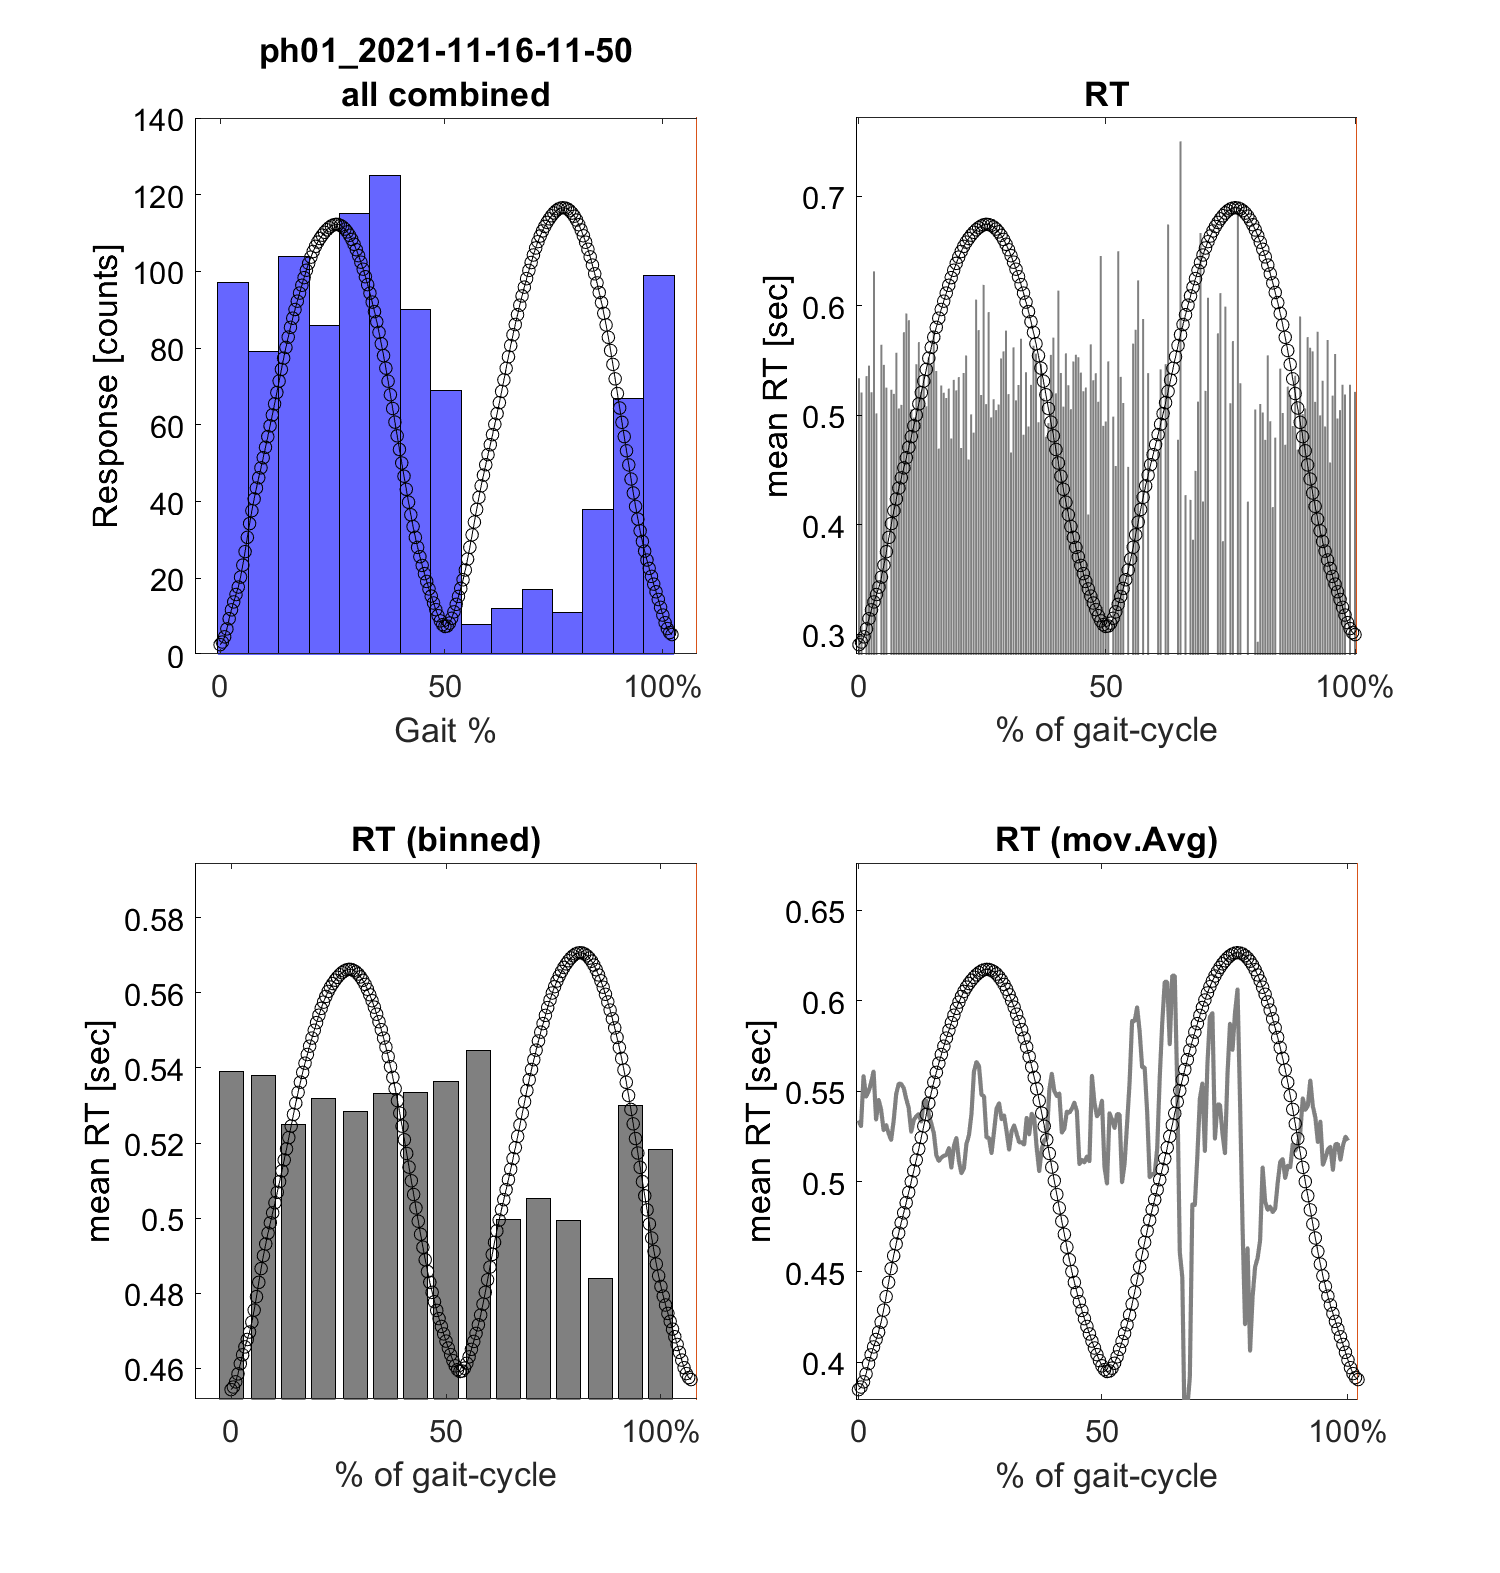 ph01_2021-11-16-11-50
all combined
140
120
100
80
60
40
20
0
Response [counts]
0 50 100%
Gait %
RT
0.7
0.6
0.5
0.4
0.3
mean RT [sec]
0 50 100%
% of gait-cycle
RT (binned)
0.58
0.56
0.54
0.52
0.5
0.48
0.46
mean RT [sec]
0 50 100%
% of gait-cycle
RT (mov.Avg)
0.65
0.6
0.55
0.5
0.45
0.4
mean RT [sec]
0 50 100%
% of gait-cycle